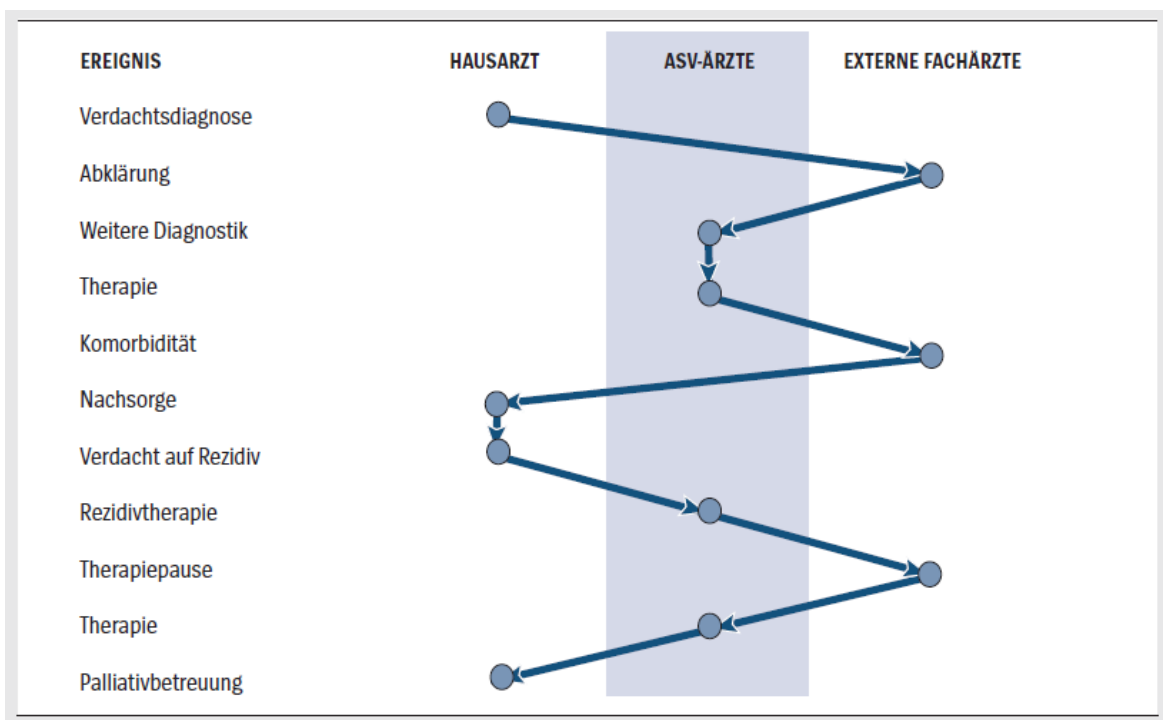 EREIGNIS HAUSARZT ASV-ÄRZTE EXTERNE FACHÄRZTE
Verdachtsdiagnose
Abklärung
Weitere Diagnostik
Therapie
Komorbidität
Nachsorge
Verdacht auf Rezidiv
Rezidivtherapie
Therapiepause
Therapie
Palliativbetreuung